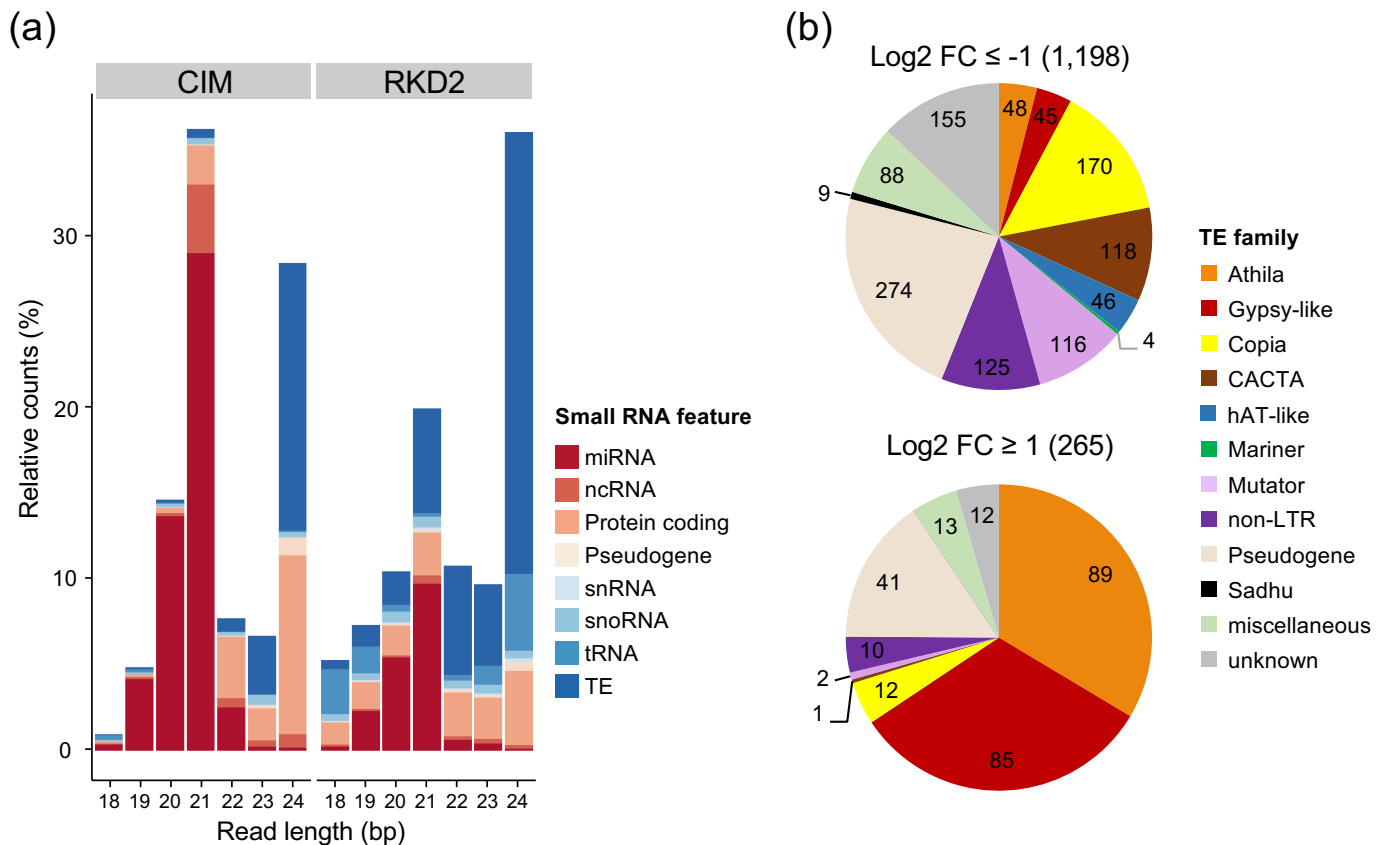 (a)
CIM
RKD2
Relative counts (%)
30
20
10
0
18 19 20 21 22 23 24 18 19 20 21 22 23 24
Read length (bp)
Small RNA feature
miRNA
ncRNA
Protein coding
Pseudogene
snRNA
snoRNA
tRNA
TE
(b)
Log2 FC ≤ -1 (1,198)
48
45
170
118
46
4
116
125
274
9
88
155
Log2 FC ≥ 1 (265)
89
85
12
1
2
10
41
13
12
TE family
Athila
Gypsy-like
Copia
CACTA
hAT-like
Mariner
Mutator
non-LTR
Pseudogene
Sadhu
miscellaneous
unknown